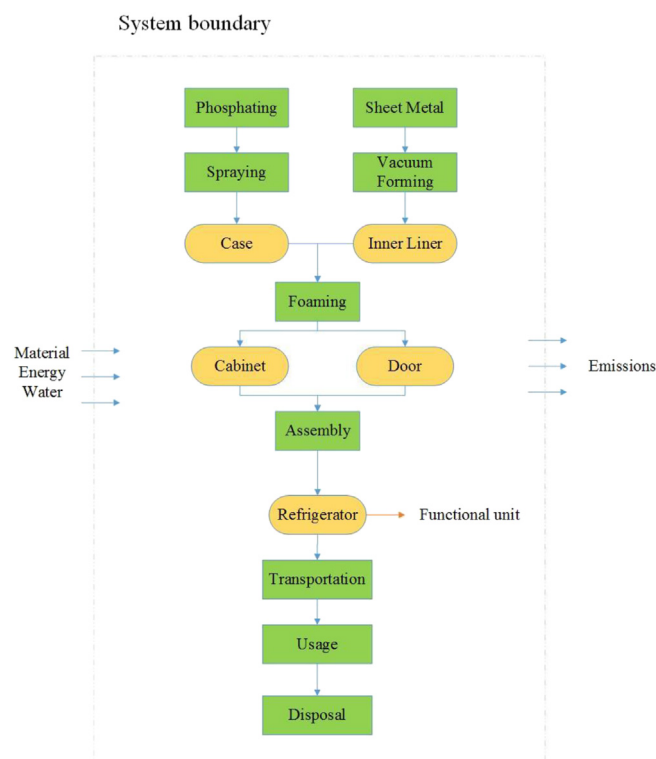 System boundary
Phosphating
Sheet Metal
Spraying
Vacuum
Forming
Case
Inner Liner
Foaming
Material
Energy
Water
Cabinet
Door
Emissions
Assembly
Refrigerator
Functional unit
Transportation
Usage
Disposal